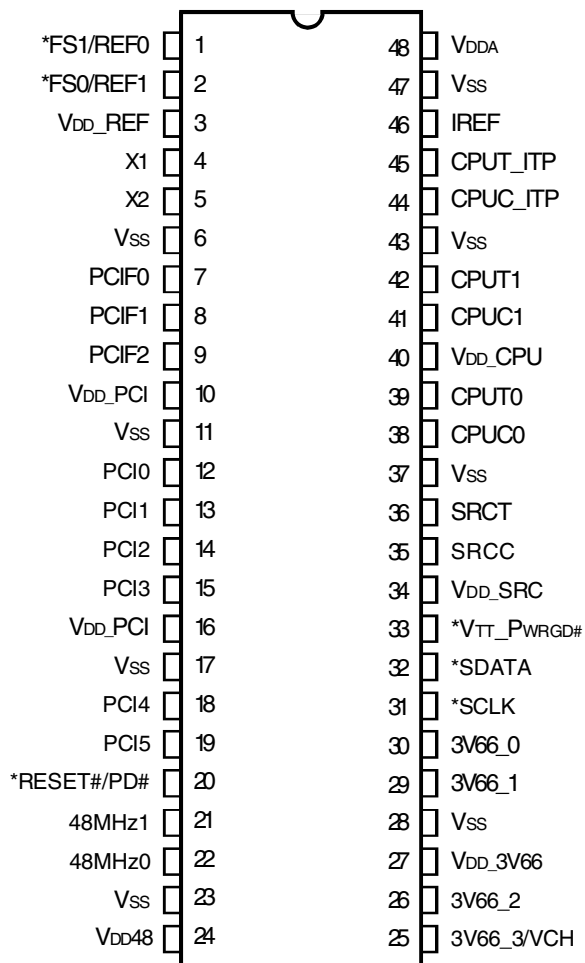 *FS1/REF0 1 48 VDDA
*FS0/REF1 2 47 VSS
VDD_REF 3 46 IREF
X1 4 45 CPUT_ITP
X2 5 44 CPUC_ITP
VSS 6 43 VSS
PCIF0 7 42 CPUT1
PCIF1 8 41 CPUC1
PCIF2 9 40 VDD_CPU
VDD_PCI 10 39 CPUT0
VSS 11 38 CPUC0
PCI0 12 37 VSS
PCI1 13 36 SRCT
PCI2 14 35 SRCC
PCI3 15 34 VDD_SRC
VDD_PCI 16 33 *VTT_PWRGD#
VSS 17 32 *SDATA
PCI4 18 31 *SCLK
PCI5 19 30 3V66_0
*RESET#/PD# 20 29 3V66_1
48MHz1 21 28 VSS
48MHz0 22 27 VDD_3V66
VSS 23 26 3V66_2
VDD48 24 25 3V66_3/VCH